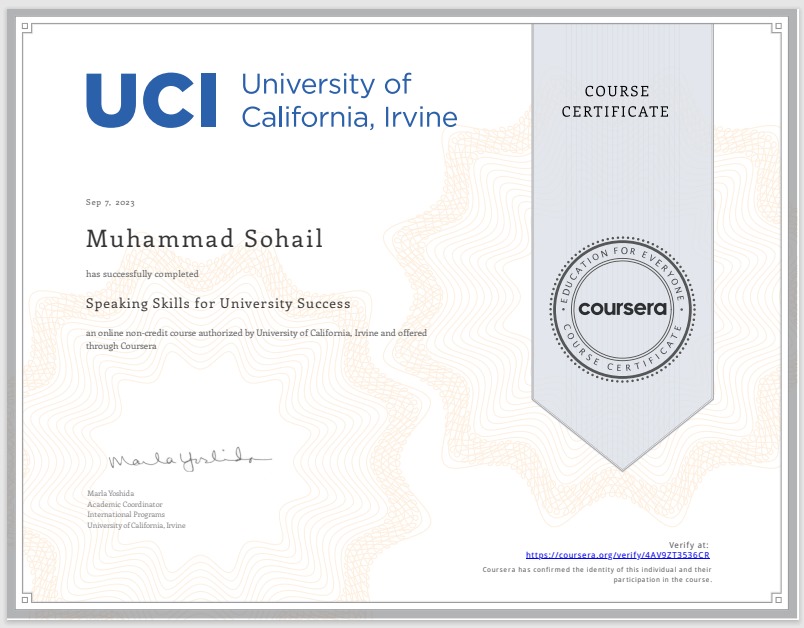 UCI University of
California, Irvine
COURSE
CERTIFICATE
Sep 7, 2023
Muhammad Sohail
has successfully completed
Speaking Skills for University Success
an online non-credit course authorized by University of California, Irvine and offered
through Coursera
EDUCATION FOR EVERYONE
coursera
COURSE CERTIFICATE
Marla Yoshida
Marla Yoshida
Academic Coordinator
International Programs
University of California, Irvine
Verify at:
https://coursera.org/verify/4AV9ZT3536CR
Coursera has confirmed the identity of this individual and their
participation in the course.